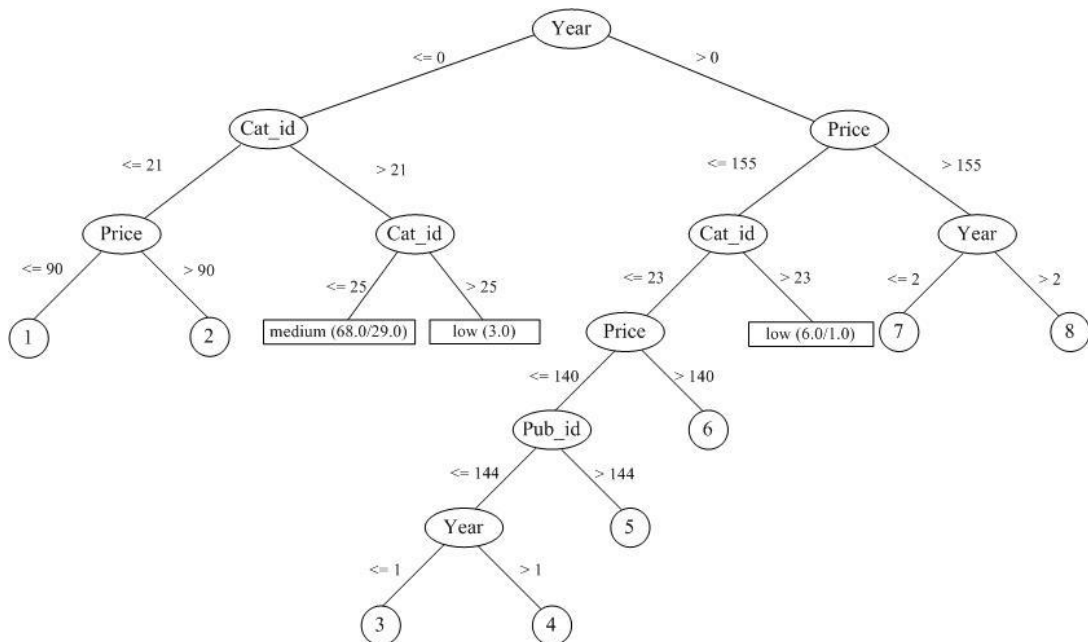 Year
<= 0
> 0
Cat_id
Price
<= 21
> 21
<= 155
> 155
Price
Cat_id
Cat_id
Year
<= 90
> 90
<= 25
> 25
<= 23
> 23
<= 2
> 2
1
2
medium (68.0/29.0)
low (3.0)
Price
low (6.0/1.0)
7
8
<= 140
> 140
Pub_id
6
<= 144
> 144
Year
5
<= 1
> 1
3
4